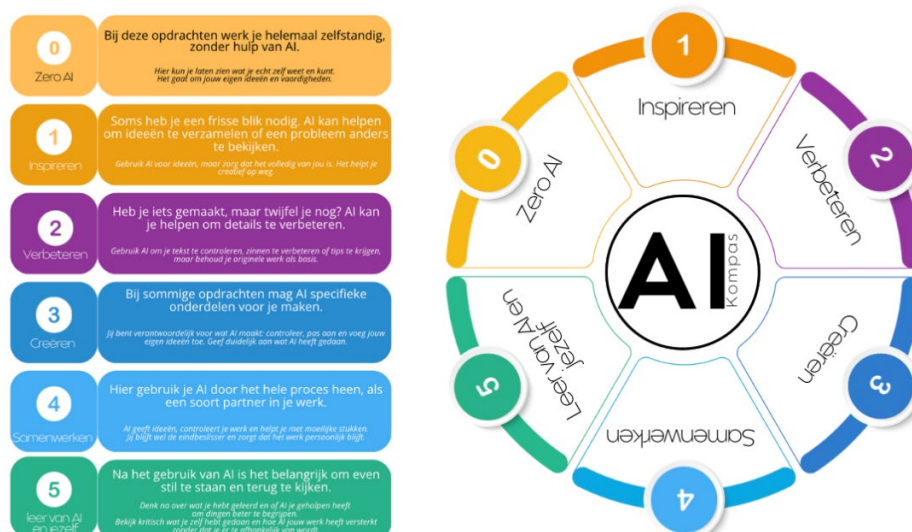 0
Zero AI
Bij deze opdrachten werk je helemaal zelfstandig,
zonder hulp van AI.
Hier kun je laten zien wat je echt zelf weet en kunt.
Het gaat om jouw eigen ideeën en vaardigheden.
1
Inspireren
Soms heb je een frisse blik nodig. AI kan helpen
om ideeën te verzamelen of een probleem anders
te bekijken.
Gebruik AI voor ideeën, maar zorg dat het volledig van jou is. Het helpt je
creatief op weg.
2
Verbeteren
Heb je iets gemaakt, maar twijfel je nog? AI kan
je helpen om details te verbeteren.
Gebruik AI om je tekst te controleren, zinnen te verbeteren of tips te krijgen,
maar behoud je originele werk als basis.
3
Creëren
Bij sommige opdrachten mag AI specifieke
onderdelen voor je maken.
Jij bent verantwoordelijk voor wat AI maakt: controleer, pas aan en voeg jouw
eigen ideeën toe. Geef duidelijk aan wat AI heeft gedaan.
4
Samenwerken
Hier gebruik je AI door het hele proces heen, als
een soort partner in je werk.
AI geeft ideeën, controleert je werk en helpt je met moeilijke stukken.
Jij blijft wel de eindbeslisser en zorgt dat het werk persoonlijk blijft.
5
leer van AI
en jezelf
Na het gebruik van AI is het belangrijk om even
stil te staan en terug te kijken.
Denk na over wat je hebt geleerd en of AI je geholpen heeft
om dingen beter te begrijpen.
Bekijk kritisch wat je zelf hebt gedaan en hoe AI jouw werk heeft versterkt
zonder dat je er te afhankelijk van wordt.
0
Zero AI
1
Inspireren
2
Verbeteren
3
Creëren
4
Samenwerken
5
Leer van AI en
jezelf
AI
Kompas